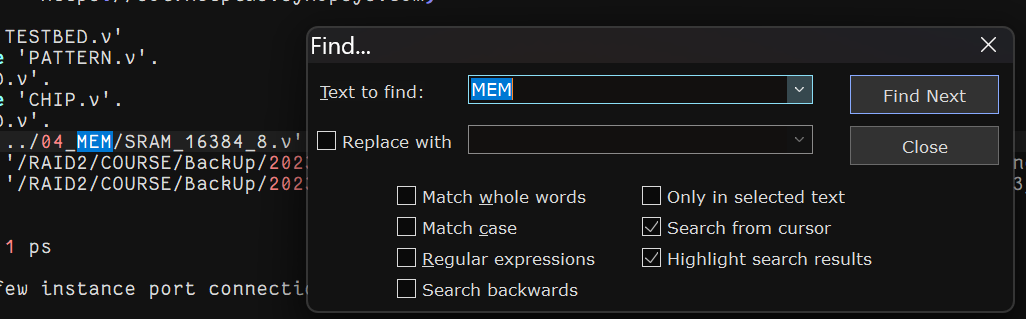 TESTBED.v'
e 'PATTERN.v'.
D.v'.
e 'CHIP.v'.
D.v'.
../04_MEM/SRAM_16384_8.v'
'/RAID2/COURSE/BackUp/202
'/RAID2/COURSE/BackUp/202
1 ps
few instance port connecti
Find...
Text to find:
MEM
Find Next
Replace with
Close
Match whole words
Only in selected text
Match case
Search from cursor
Regular expressions
Highlight search results
Search backwards